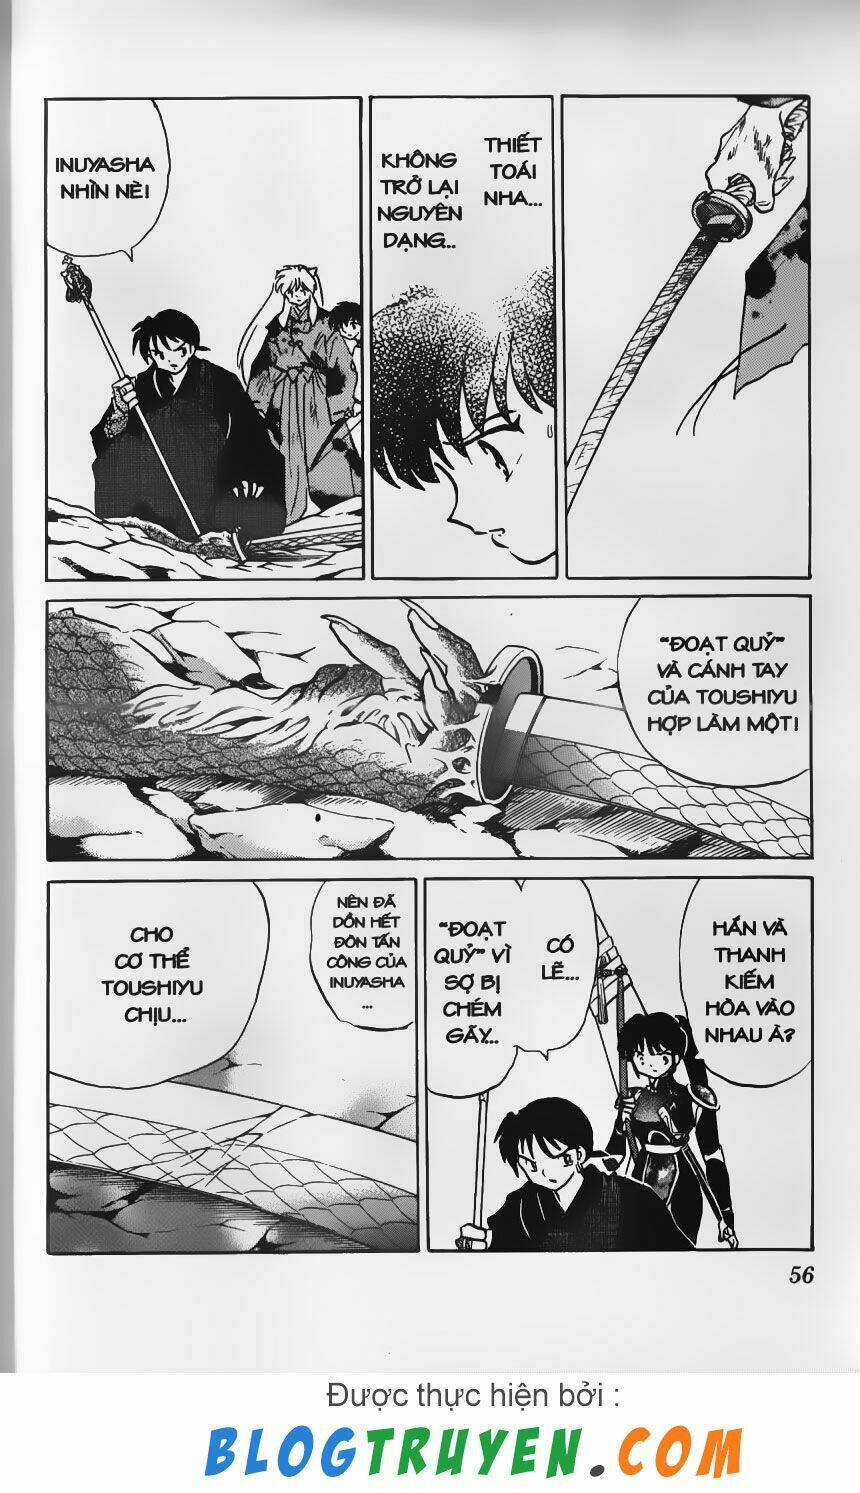 THIẾT
TOÁI
NHA...
KHÔNG
TRỞ LẠI
NGUYÊN
DẠNG...
INUYASHA
NHÌN NÈ!
"ĐOẠT QUỶ"
VÀ CÁNH TAY
CỦA TOUSHIYU
HỢP LÀM MỘT!
HẮN VÀ
THANH
KIẾM
HÒA VÀO
NHAU À?
CÓ
LẼ...
"ĐOẠT
QUỶ" VÌ
SỢ BỊ
CHÉM
GÃY...
NÊN ĐÃ
DỒN HẾT
ĐÒN TẤN
CÔNG CỦA
INUYASHA
...
CHO
CƠ THỂ
TOUSHIYU
CHỊU...
56
Được thực hiện bởi :
BLOGTRUYEN.COM